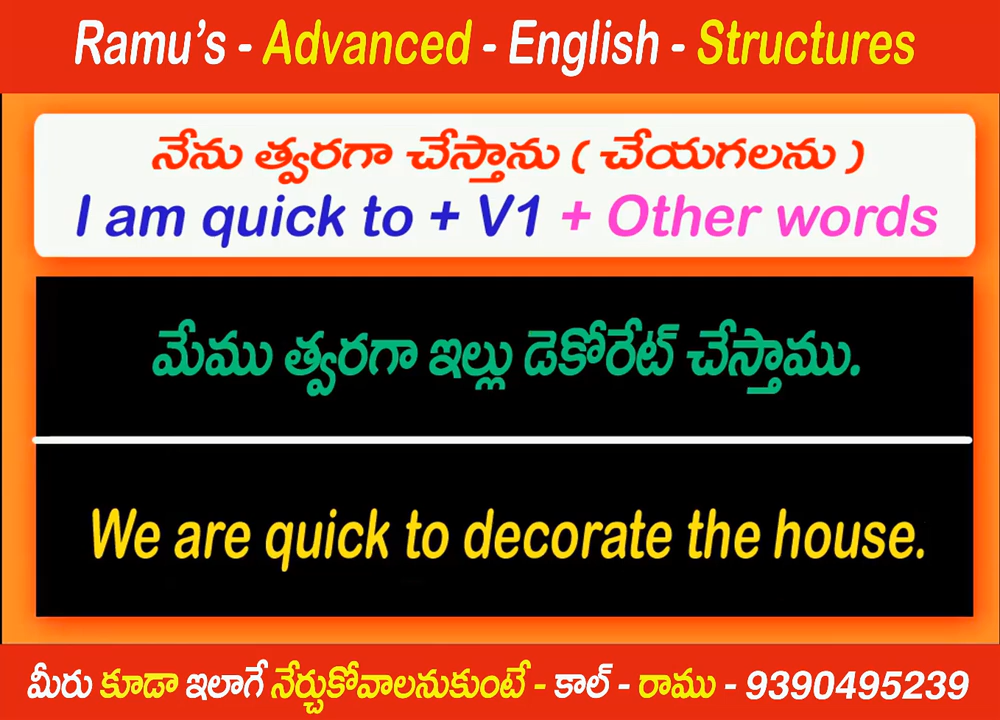 Ramu's - Advanced - English - Structures
నేను త్వరగా చేస్తాను ( చేయగలను )
I am quick to + V1 + Other words
మేము త్వరగా ఇల్లు డెకోరేట్ చేస్తాము.
We are quick to decorate the house.
మీరు కూడా ఇలాగే నేర్చుకోవాలనుకుంటే - కాల్ - రాము - 9390495239